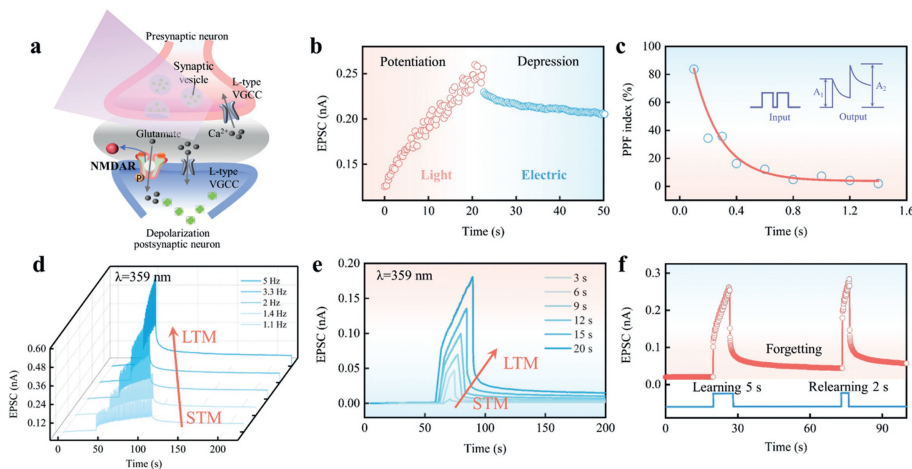 a
Presynaptic neuron
Synaptic
vesicle
L-type
VGCC
Glutamate
Ca2+
NMDAR
P
L-type
VGCC
Depolarization
postsynaptic neuron
b
Potentiation
Depression
Light
Electric
EPSC (nA)
0.25
0.20
0.15
0
10
20
30
40
50
Time (s)
c
PPF index (%)
100
80
60
40
20
0
A1
A2
Input
Output
0.0
0.4
0.8
1.2
1.6
Time (s)
d
λ=359 nm
5 Hz
3.3 Hz
2 Hz
1.4 Hz
1.1 Hz
LTM
STM
EPSC (nA)
0.60
0.48
0.36
0.24
0.12
0
50
100
150
200
Time (s)
e
λ=359 nm
3 s
6 s
9 s
12 s
15 s
20 s
LTM
STM
EPSC (nA)
0.20
0.15
0.10
0.05
0.00
0
50
100
150
200
Time (s)
f
EPSC (nA)
0.3
0.2
0.1
0.0
Forgetting
Learning 5 s
Relearning 2 s
0
30
60
90
Time (s)